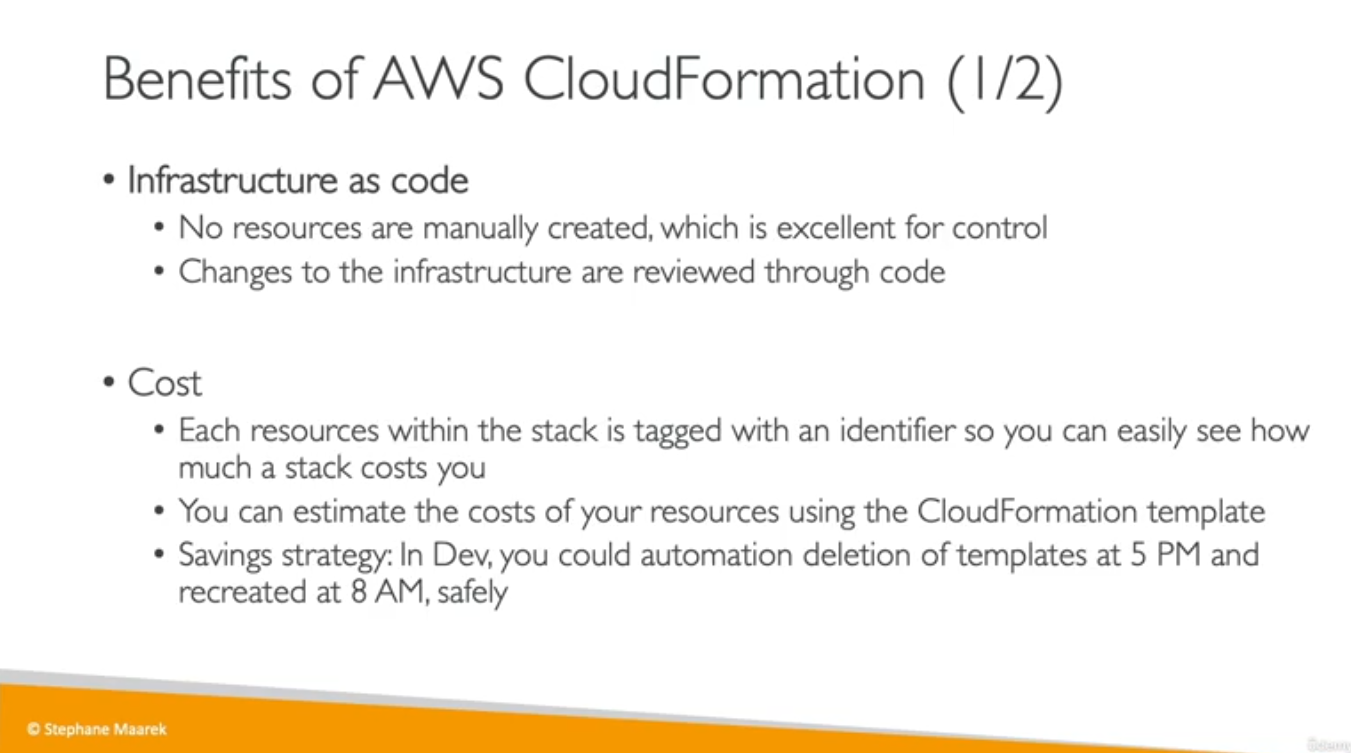 Benefits of AWS CloudFormation (1/2)
• Infrastructure as code
• No resources are manually created, which is excellent for control
• Changes to the infrastructure are reviewed through code
• Cost
• Each resources within the stack is tagged with an identifier so you can easily see how
much a stack costs you
• You can estimate the costs of your resources using the CloudFormation template
• Savings strategy: In Dev, you could automation deletion of templates at 5 PM and
recreated at 8 AM, safely
© Stephane Maarek